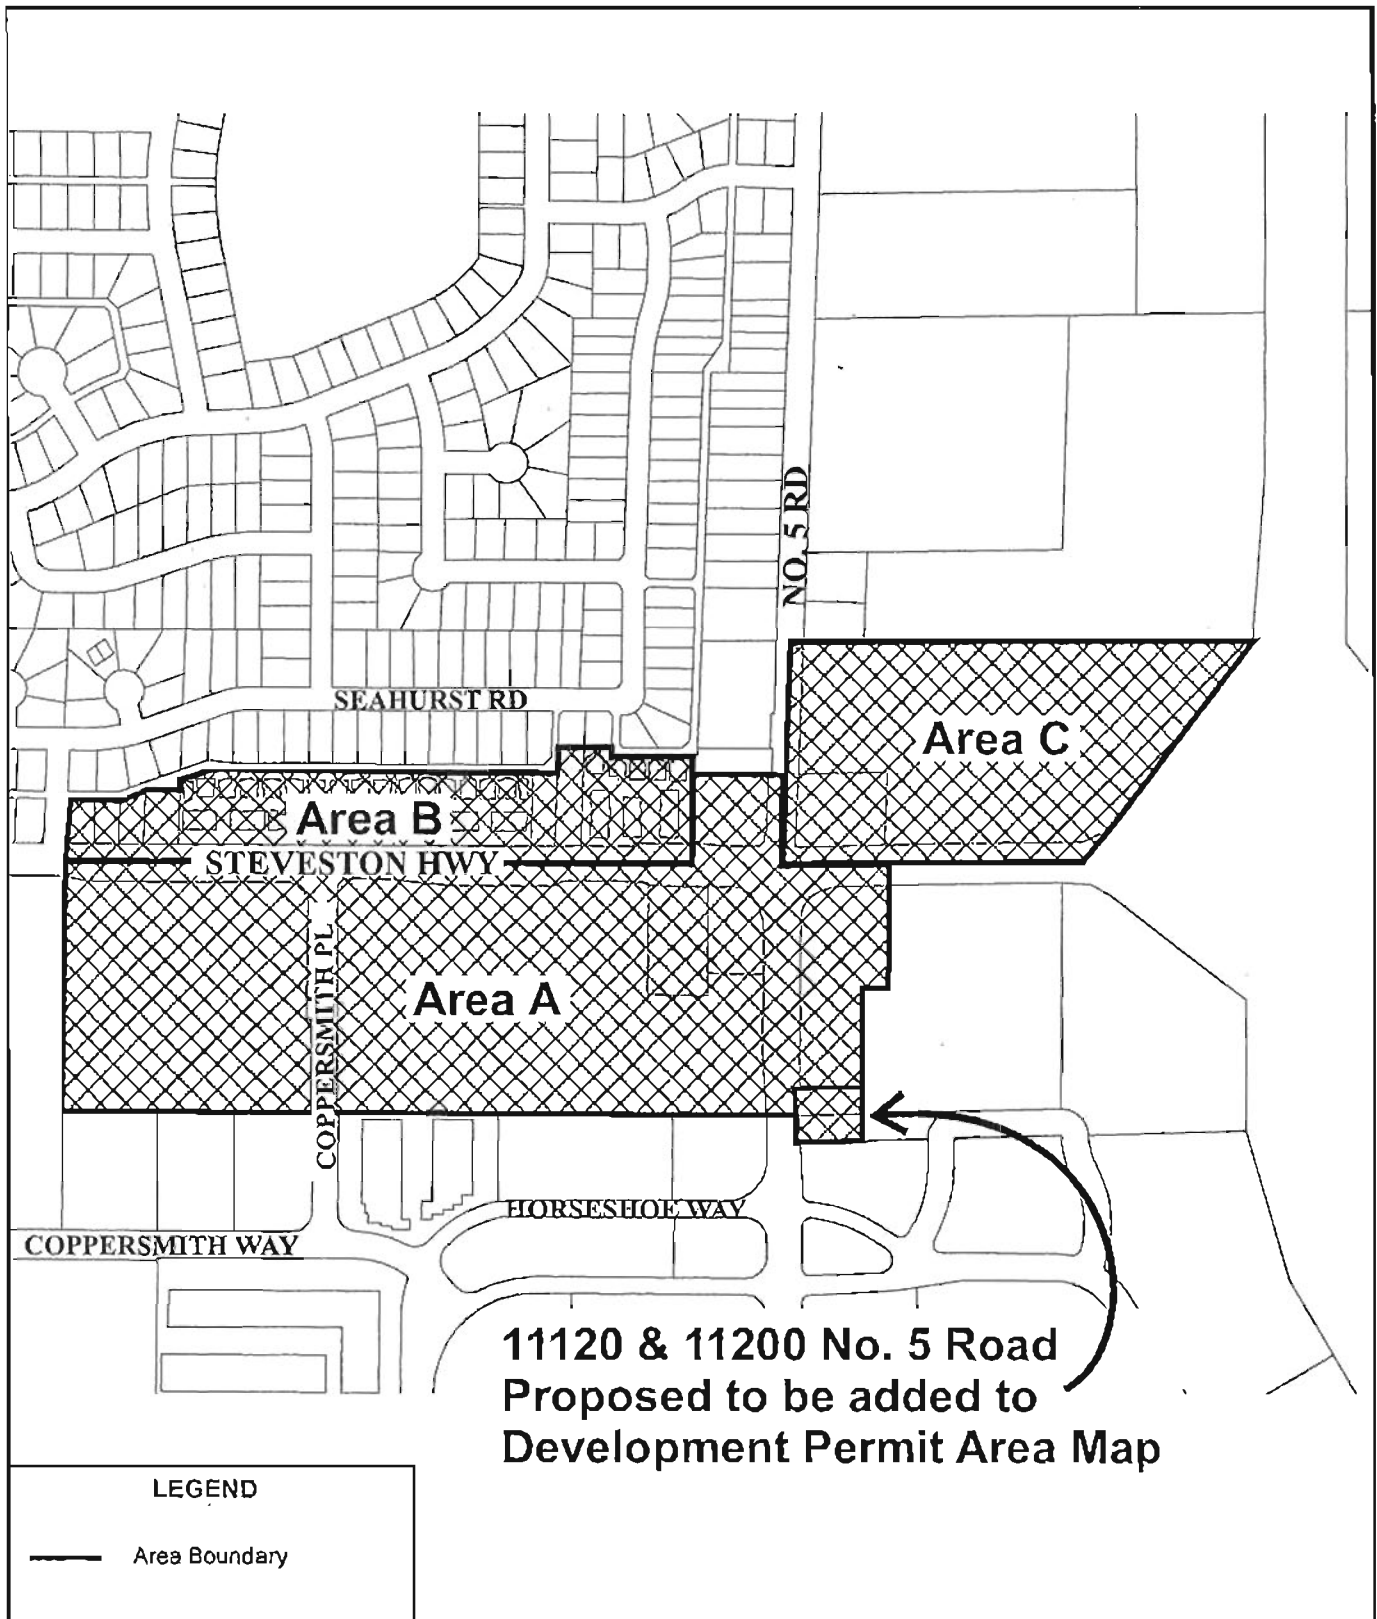 NO. 5 RD
SEAHURST RD
Area C
Area B
STEVESTON HWY
COPPERSMITH PL
Area A
HORSESHOE WAY
COPPERSMITH WAY
11120 & 11200 No. 5 Road
Proposed to be added to
Development Permit Area Map
LEGEND
Area Boundary